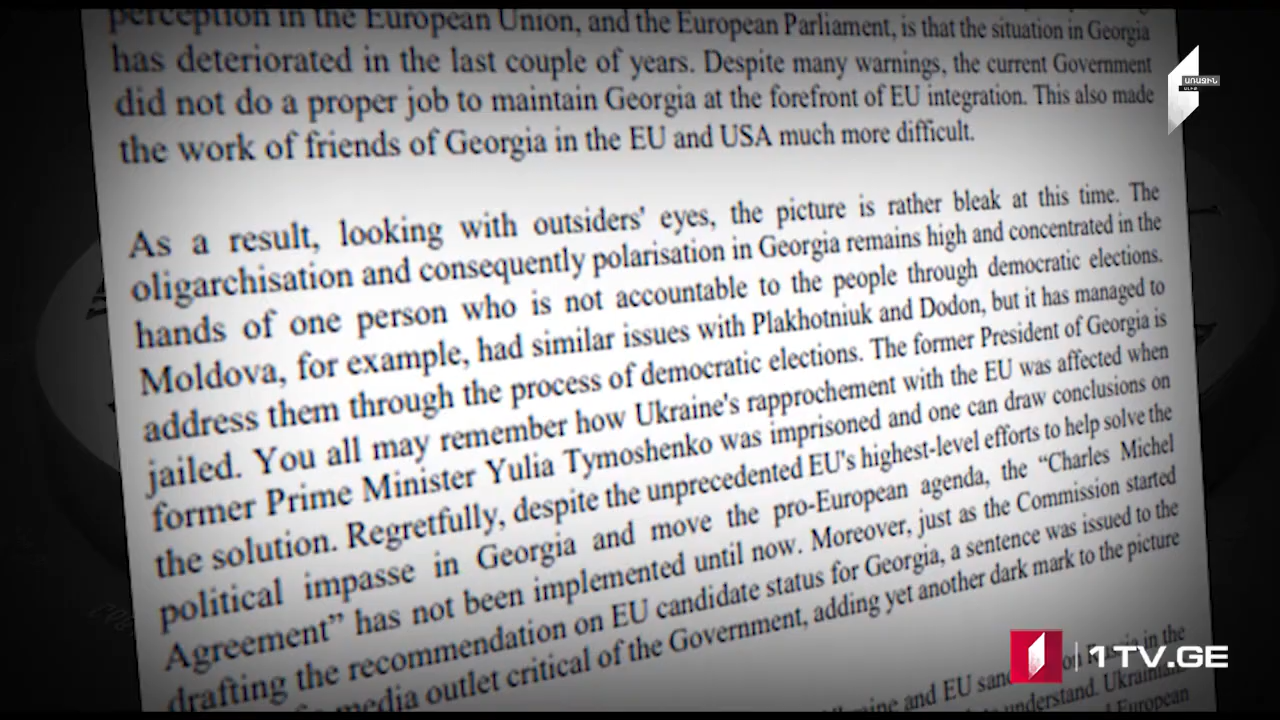 perception in the European Union, and the European Parliament, is that the situation in Georgia
has deteriorated in the last couple of years. Despite many warnings, the current Government
did not do a proper job to maintain Georgia at the forefront of EU integration. This also made
the work of friends of Georgia in the EU and USA much more difficult.
ԱՌԱՋԻՆ
ԱԼԻՔ
As a result, looking with outsiders' eyes, the picture is rather bleak at this time. The
oligarchisation and consequently polarisation in Georgia remains high and concentrated in the
hands of one person who is not accountable to the people through democratic elections.
Moldova, for example, had similar issues with Plakhotniuk and Dodon, but it has managed to
address them through the process of democratic elections. The former President of Georgia is
jailed. You all may remember how Ukraine's rapprochement with the EU was affected when
former Prime Minister Yulia Tymoshenko was imprisoned and one can draw conclusions on
the solution. Regretfully, despite the unprecedented EU's highest-level efforts to help solve the
political impasse in Georgia and move the pro-European agenda, the “Charles Michel
Agreement” has not been implemented until now. Moreover, just as the Commission started
drafting the recommendation on EU candidate status for Georgia, a sentence was issued to the
media outlet critical of the Government, adding yet another dark mark to the picture
and EU Russia in the
understand. Ukrainian
European
1TV.GE